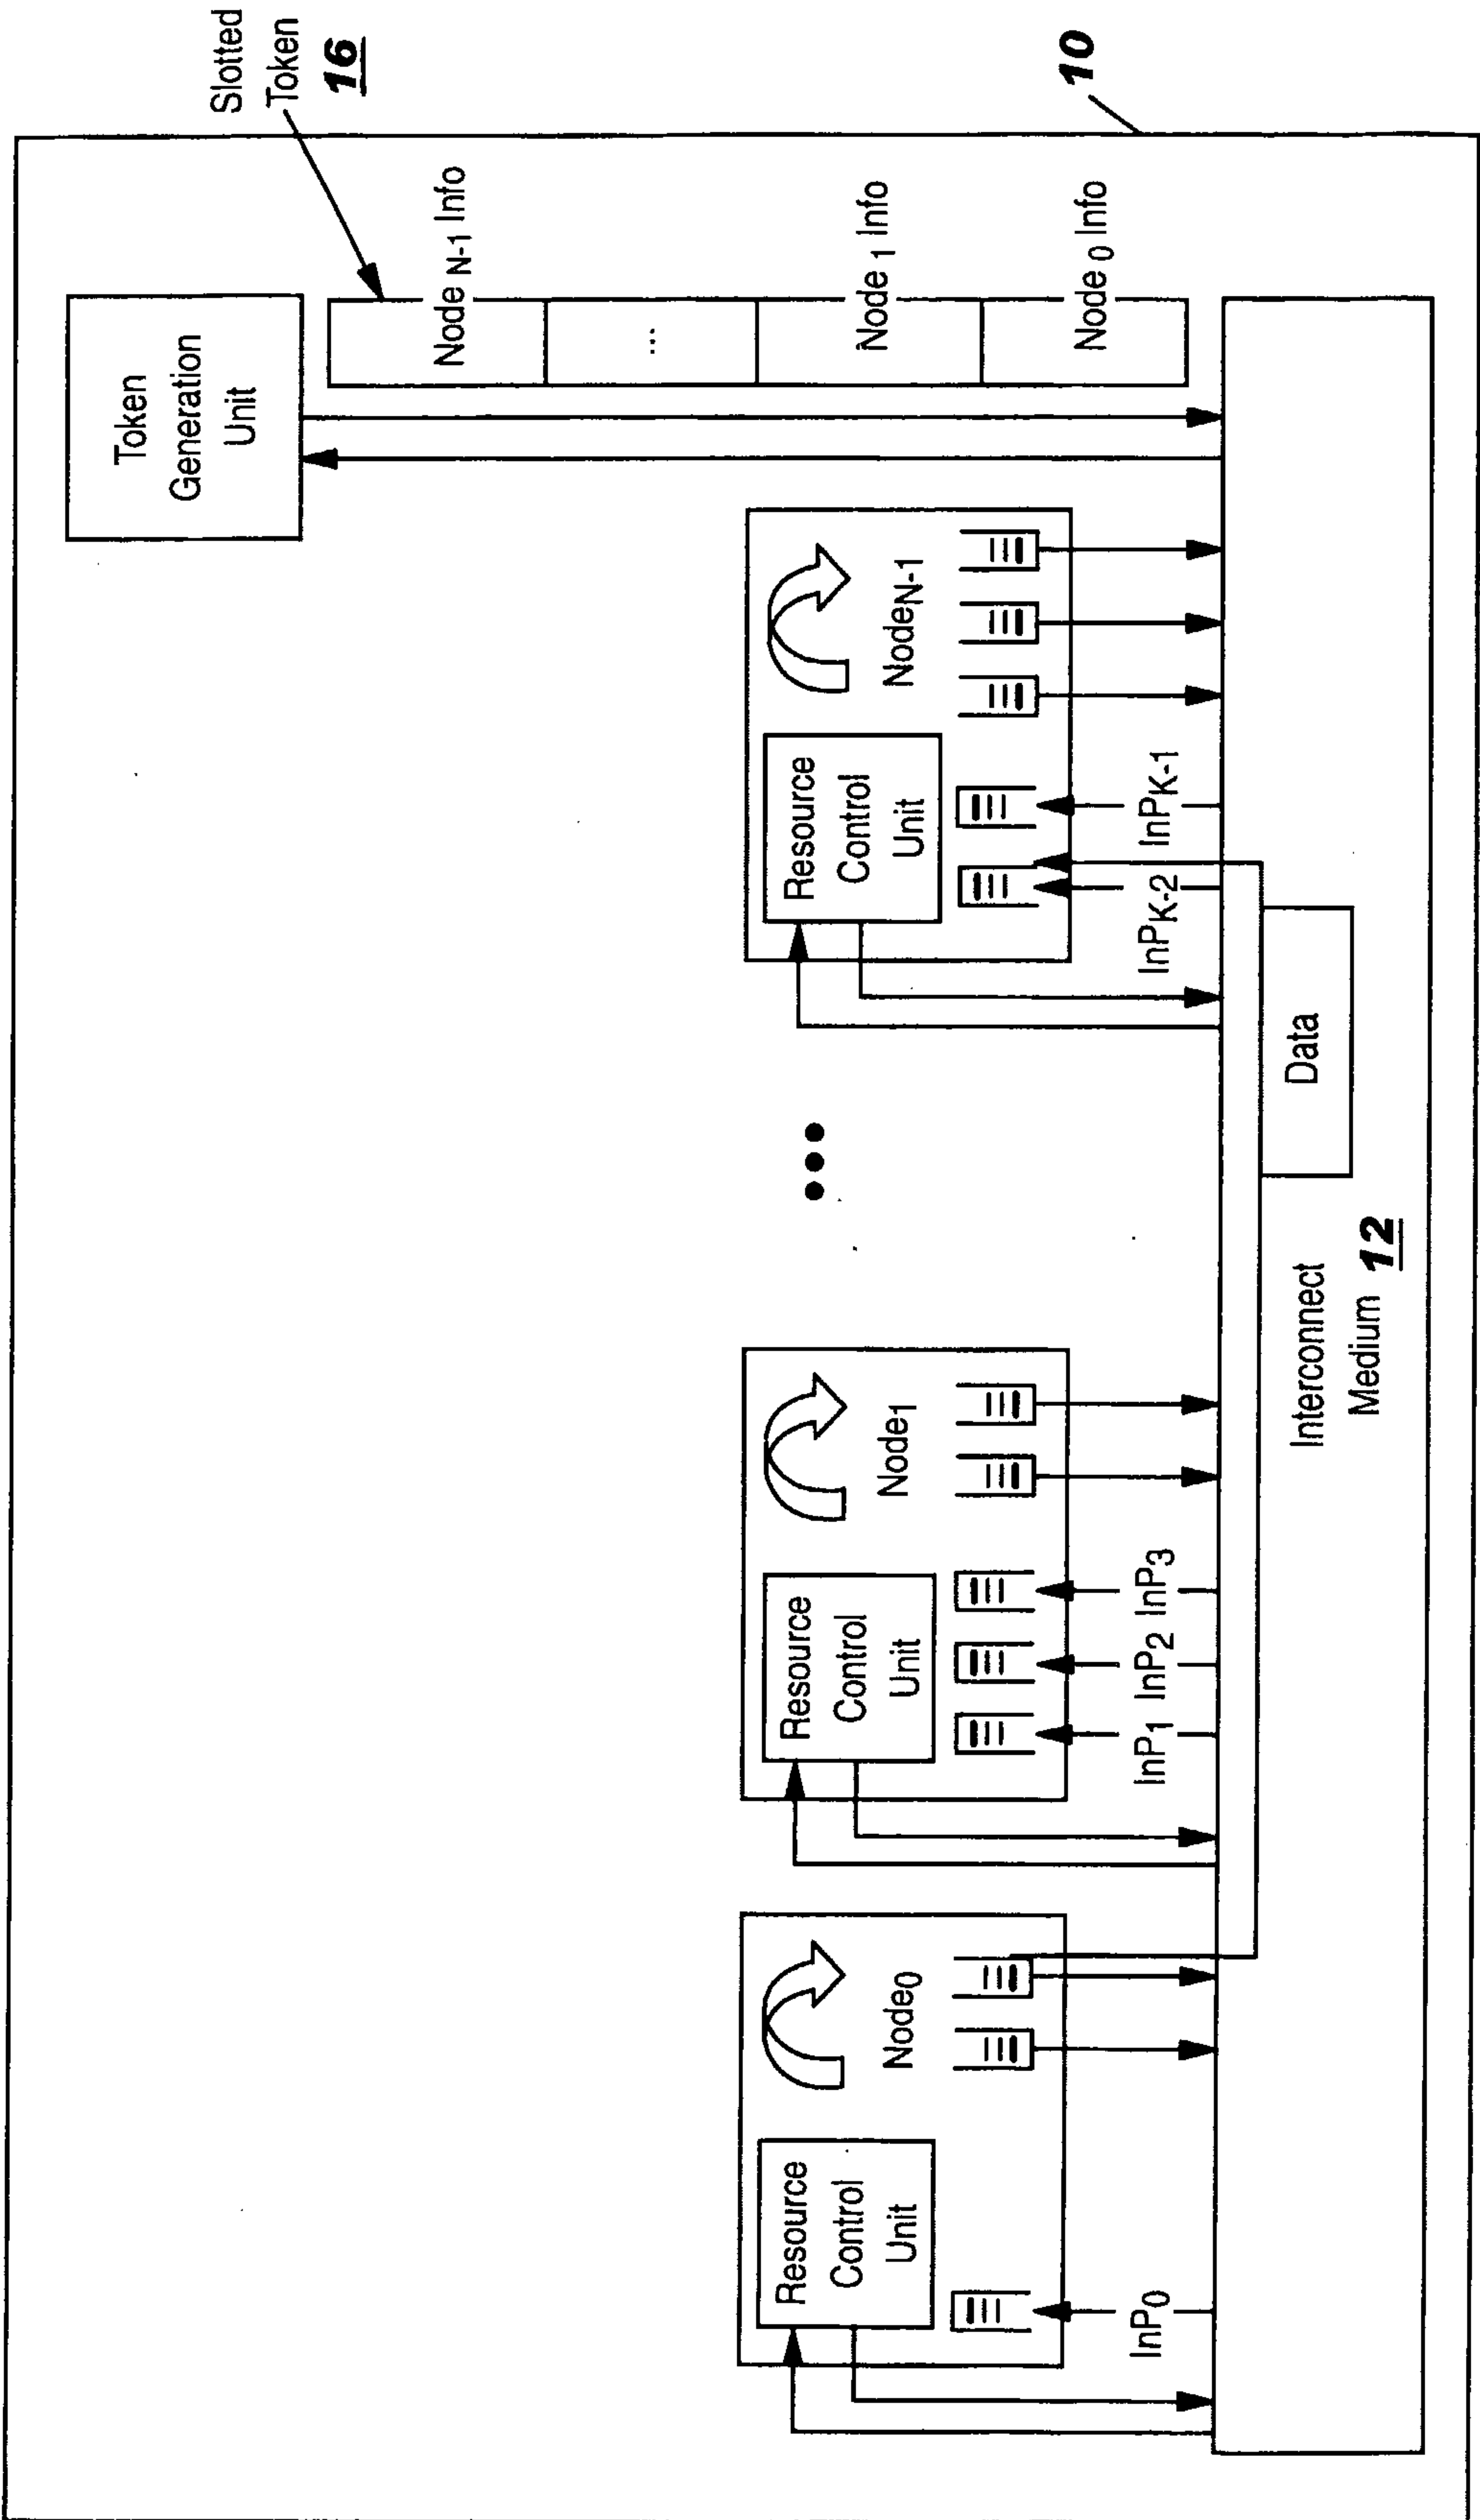 Slotted
Token
16
10
Token
Generation
Unit
Node N-1 Info
...
Node 1 Info
Node 0 Info
Resource
Control
Unit
Node0
InP0
Resource
Control
Unit
Node1
InP1
InP2
InP3
Resource
Control
Unit
NodeN-1
InPK-2
InPK-1
Data
Interconnect
Medium 12